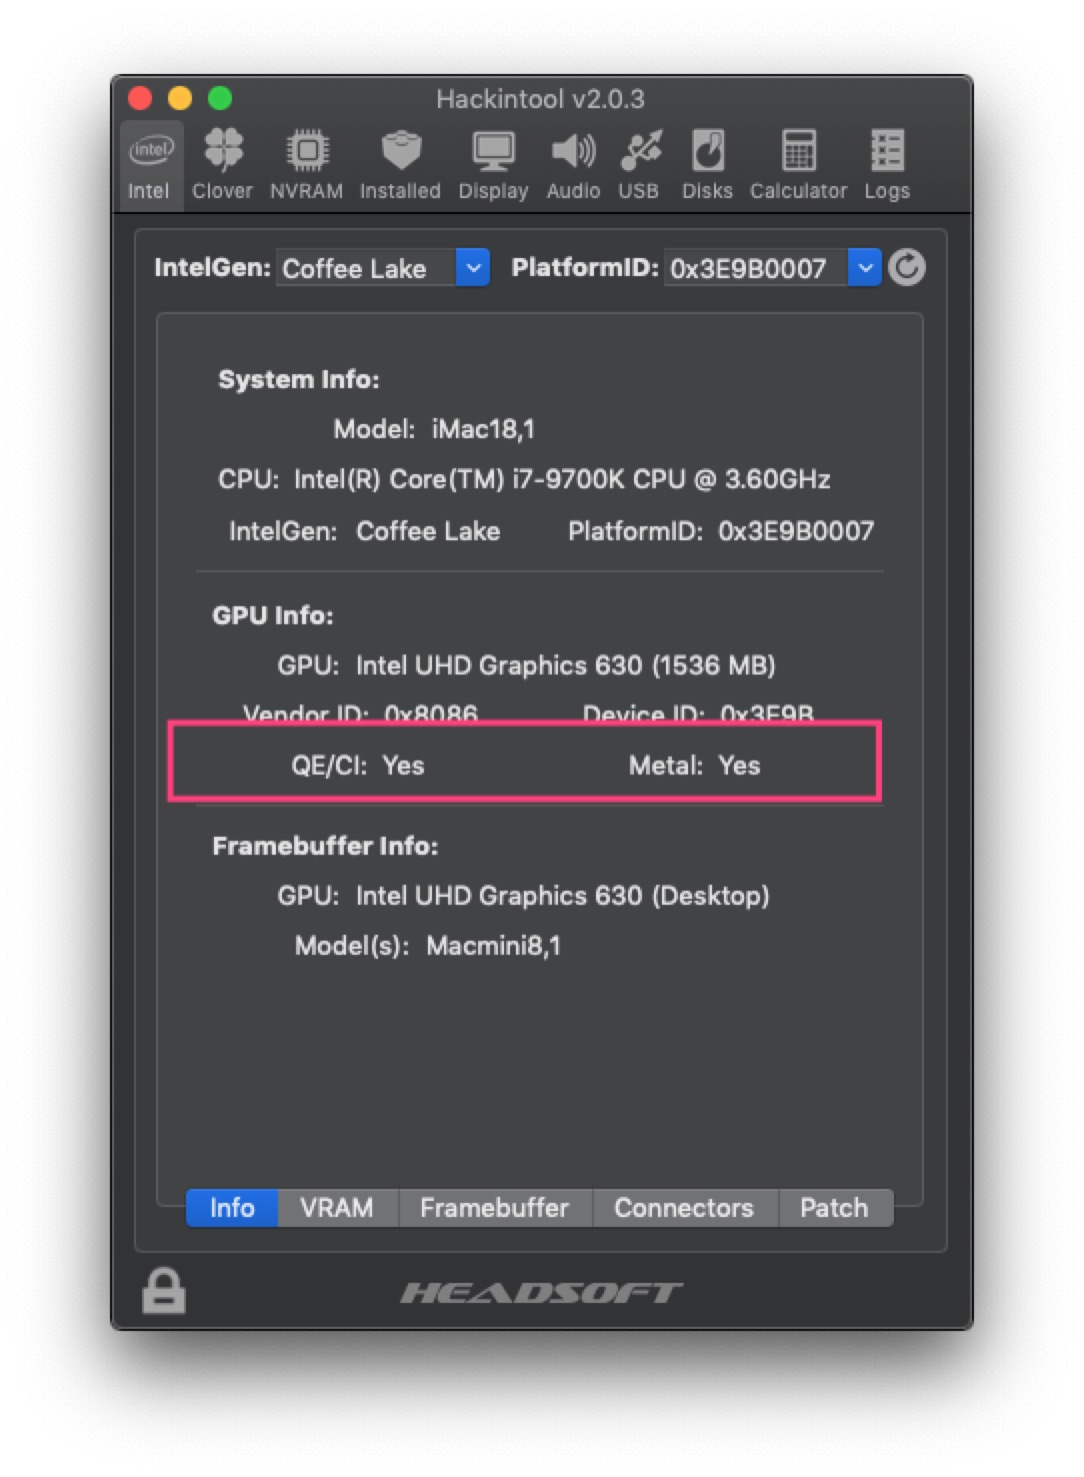 Hackintool v2.0.3
intel
Intel Clover NVRAM Installed Display Audio USB Disks Calculator Logs
IntelGen: Coffee Lake PlatformID: 0x3E9B0007
System Info:
Model: iMac18,1
CPU: Intel(R) Core(TM) i7-9700K CPU @ 3.60GHz
IntelGen: Coffee Lake PlatformID: 0x3E9B0007
GPU Info:
GPU: Intel UHD Graphics 630 (1536 MB)
Vendor ID: 0x8086 Device ID: 0x3E9B
QE/CI: Yes Metal: Yes
Framebuffer Info:
GPU: Intel UHD Graphics 630 (Desktop)
Model(s): Macmini8,1
Info VRAM Framebuffer Connectors Patch
HEADSOFT